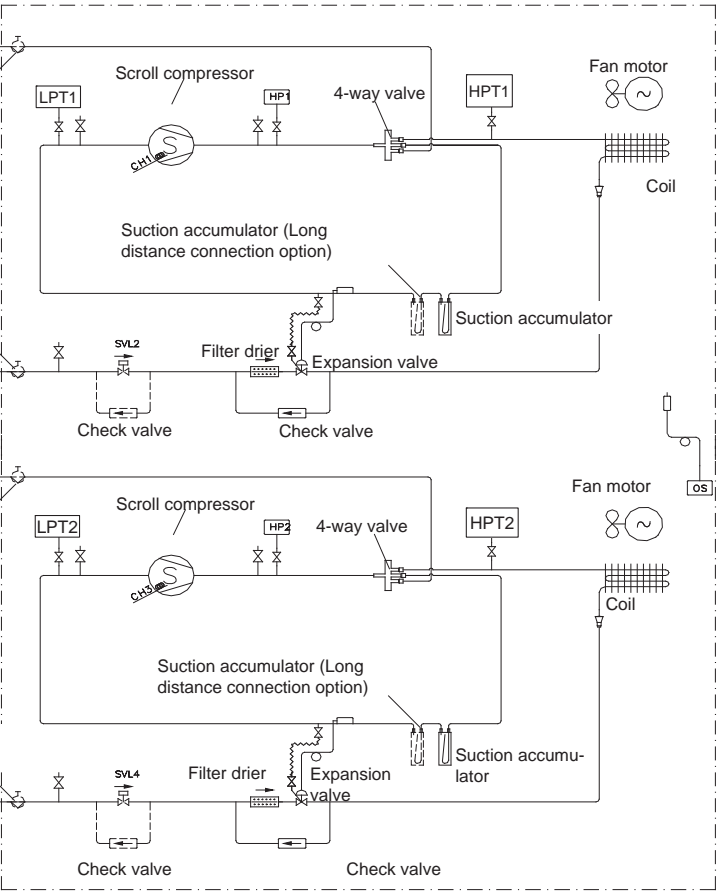 Scroll compressor
Fan motor
LPT1
HP1
4-way valve
HPT1
CH1
Coil
Suction accumulator (Long
distance connection option)
Suction accumulator
SVL2
Filter drier
Expansion valve
Check valve
Check valve
OS
Scroll compressor
Fan motor
LPT2
HP2
4-way valve
HPT2
CH3
Coil
Suction accumulator (Long
distance connection option)
Suction accumu-
lator
SVL4
Filter drier
Expansion
valve
Check valve
Check valve